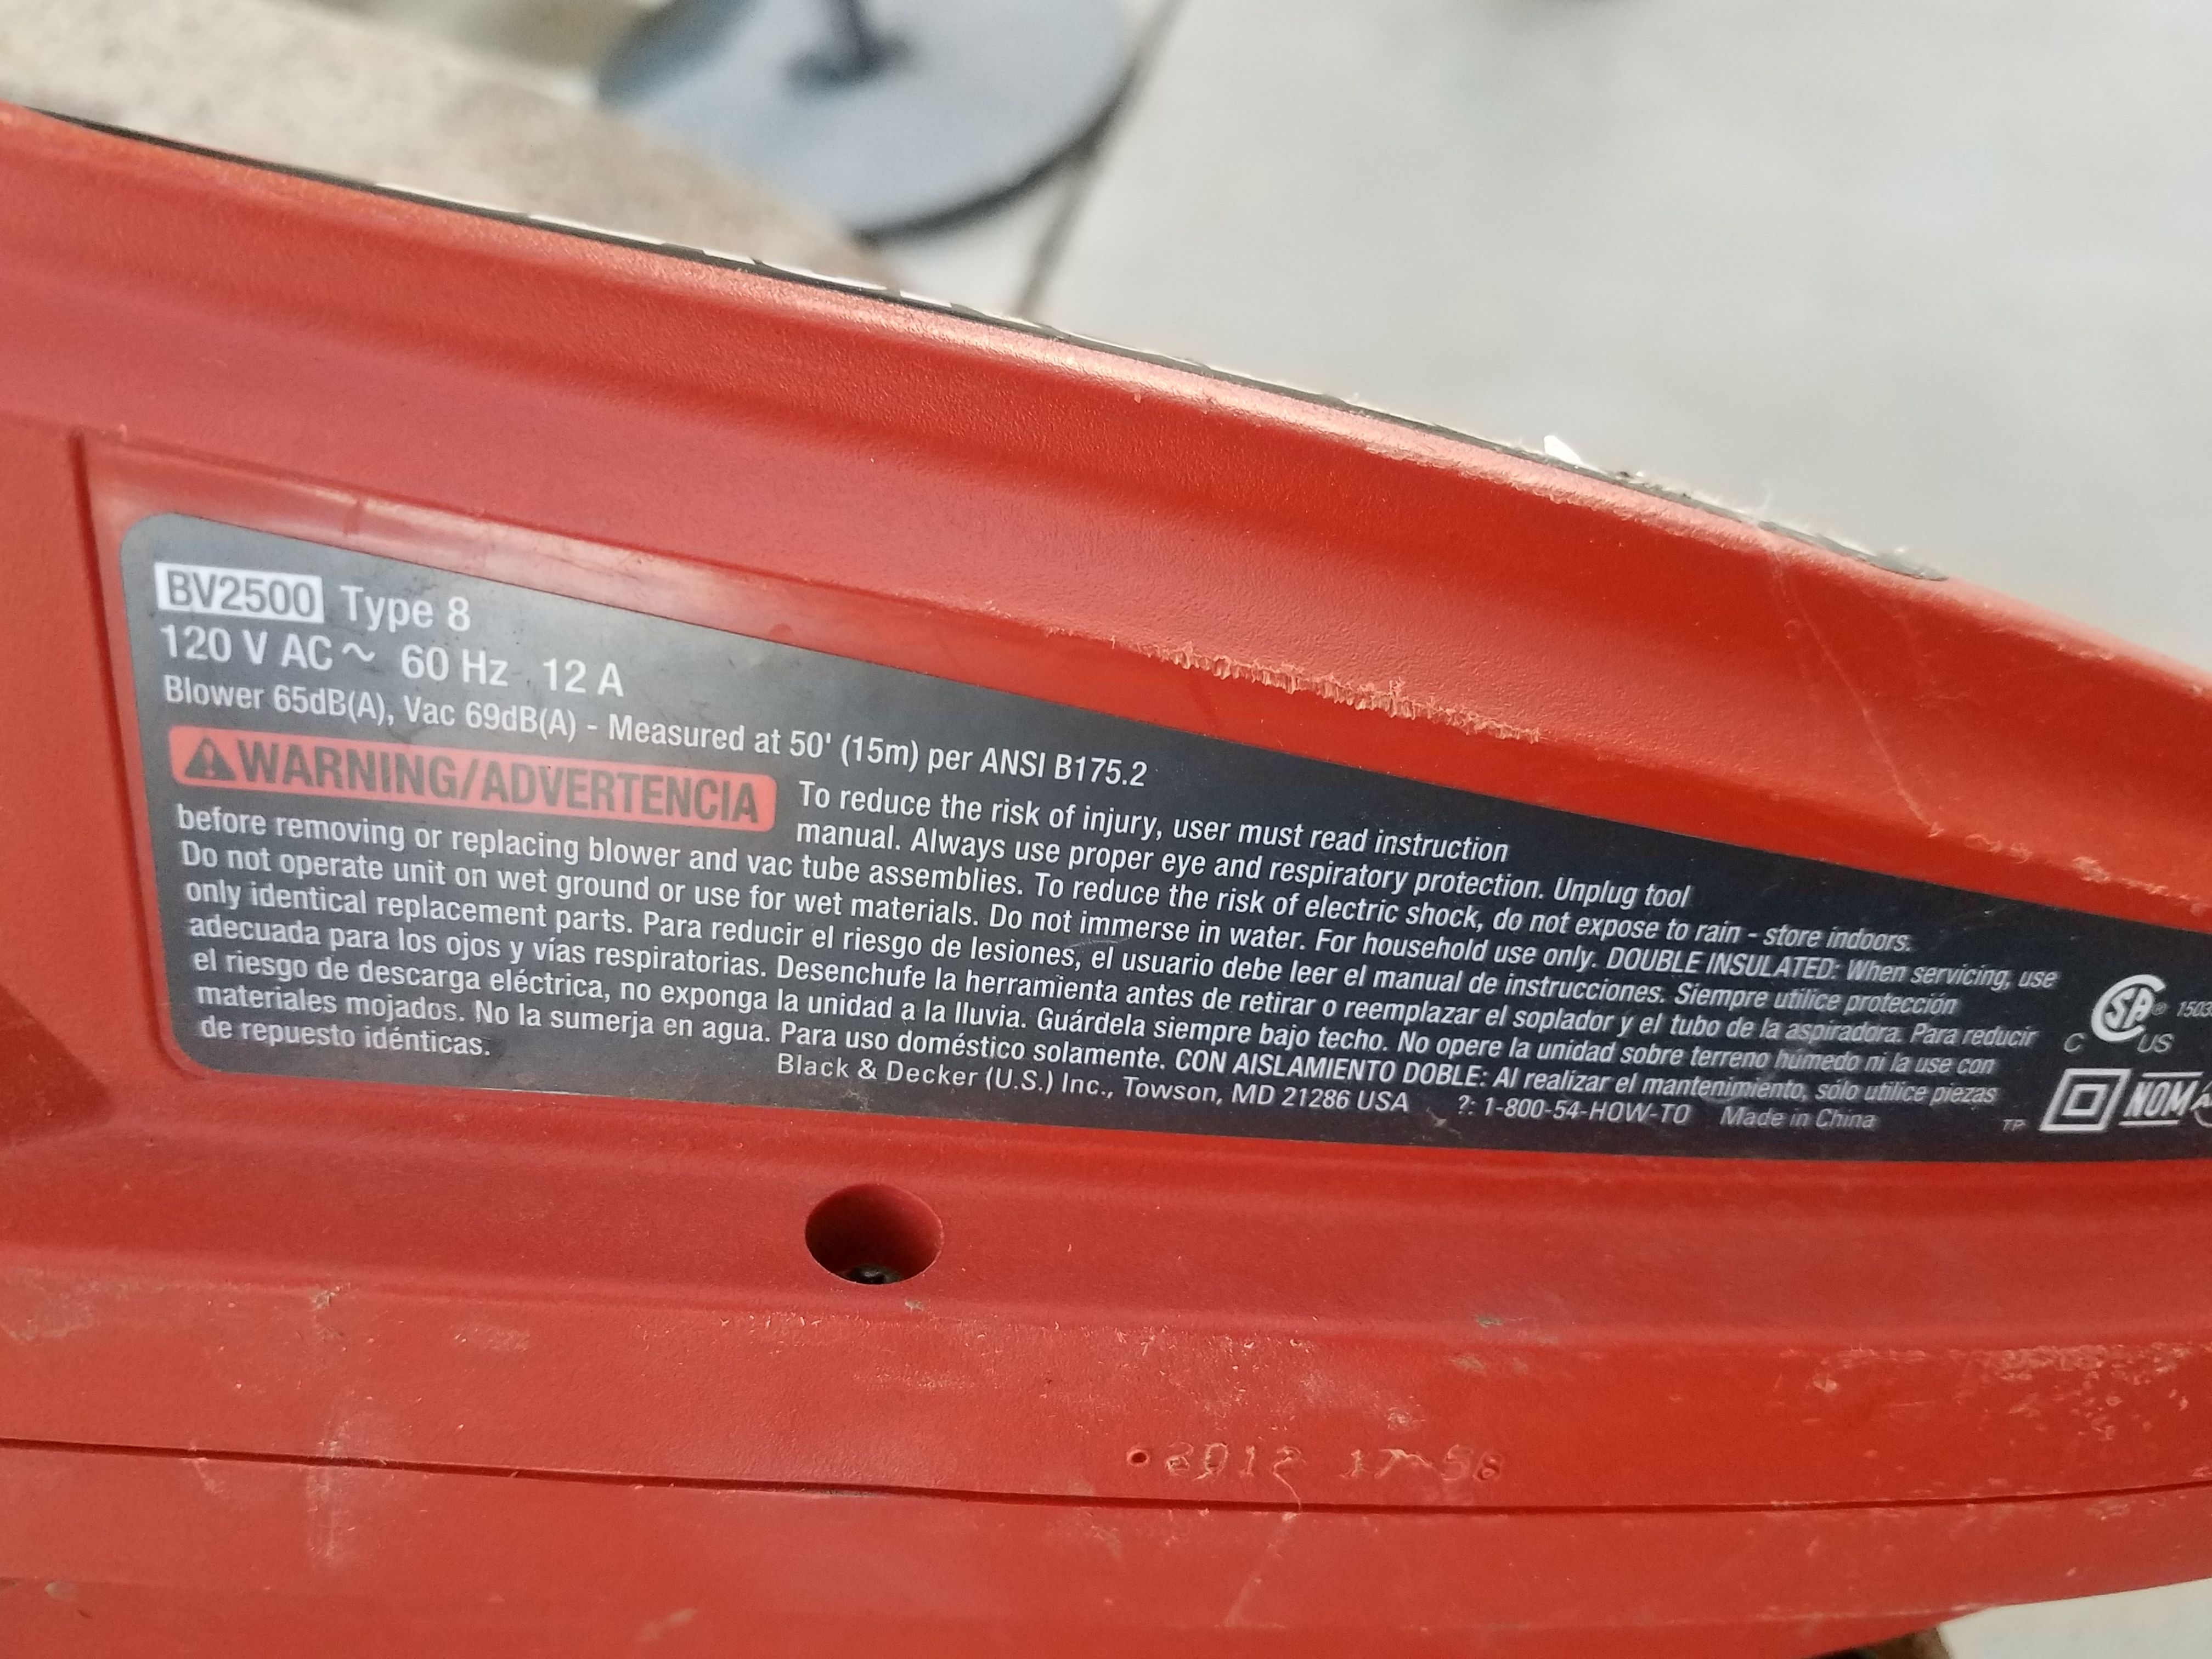 BV2500 Type 8
120 V AC ~ 60 Hz 12 A
Blower 65dB(A), Vac 69dB(A) - Measured at 50' (15m) per ANSI B175.2
WARNING/ADVERTENCIA To reduce the risk of injury, user must read instruction
manual. Always use proper eye and respiratory protection. Unplug tool
before removing or replacing blower and vac tube assemblies. To reduce the risk of electric shock, do not expose to rain - store indoors.
Do not operate unit on wet ground or use for wet materials. Do not immerse in water. For household use only. DOUBLE INSULATED: When servicing, use
only identical replacement parts. Para reducir el riesgo de lesiones, el usuario debe leer el manual de instrucciones. Siempre utilice protección
adecuada para los ojos y vías respiratorias. Desenchufe la herramienta antes de retirar o reemplazar el soplador y el tubo de la aspiradora. Para reducir
el riesgo de descarga eléctrica, no exponga la unidad a la lluvia. Guárdela siempre bajo techo. No opere la unidad sobre terreno húmedo ni la use con
materiales mojados. No la sumerja en agua. Para uso doméstico solamente. CON AISLAMIENTO DOBLE: Al realizar el mantenimiento, sólo utilice piezas
de repuesto idénticas.
Black & Decker (U.S.) Inc., Towson, MD 21286 USA ?: 1-800-54-HOW-TO Made in China
C SA ® US
TP NOM
2012 17-58